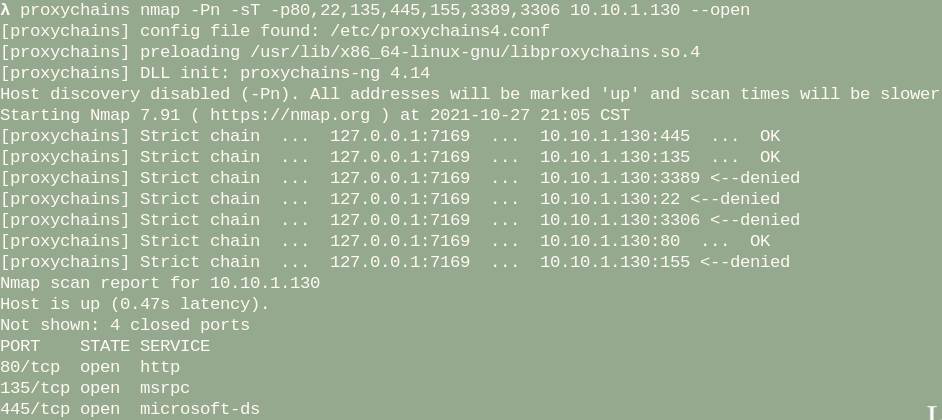 λ proxychains nmap -Pn -sT -p80,22,135,445,155,3389,3306 10.10.1.130 --open
[proxychains] config file found: /etc/proxychains4.conf
[proxychains] preloading /usr/lib/x86_64-linux-gnu/libproxychains.so.4
[proxychains] DLL init: proxychains-ng 4.14
Host discovery disabled (-Pn). All addresses will be marked 'up' and scan times will be slower
Starting Nmap 7.91 ( https://nmap.org ) at 2021-10-27 21:05 CST
[proxychains] Strict chain  ...  127.0.0.1:7169  ...  10.10.1.130:445  ...  OK
[proxychains] Strict chain  ...  127.0.0.1:7169  ...  10.10.1.130:135  ...  OK
[proxychains] Strict chain  ...  127.0.0.1:7169  ...  10.10.1.130:3389 <--denied
[proxychains] Strict chain  ...  127.0.0.1:7169  ...  10.10.1.130:22 <--denied
[proxychains] Strict chain  ...  127.0.0.1:7169  ...  10.10.1.130:3306 <--denied
[proxychains] Strict chain  ...  127.0.0.1:7169  ...  10.10.1.130:80  ...  OK
[proxychains] Strict chain  ...  127.0.0.1:7169  ...  10.10.1.130:155 <--denied
Nmap scan report for 10.10.1.130
Host is up (0.47s latency).
Not shown: 4 closed ports
PORT    STATE SERVICE
80/tcp  open  http
135/tcp open  msrpc
445/tcp open  microsoft-ds